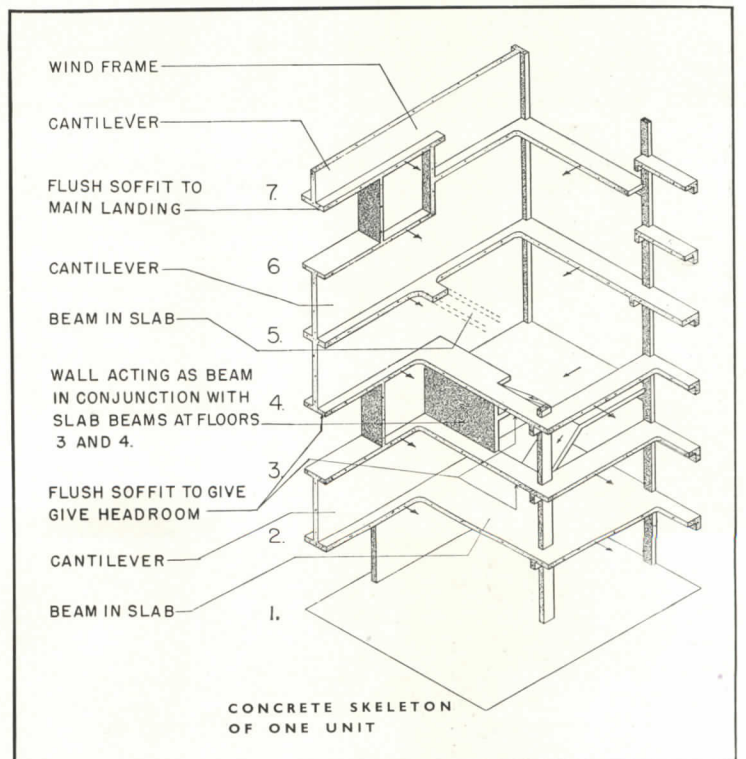 WIND FRAME
CANTILEVER
FLUSH SOFFIT TO
MAIN LANDING
7.
CANTILEVER
6
BEAM IN SLAB
5.
WALL ACTING AS BEAM
IN CONJUNCTION WITH
SLAB BEAMS AT FLOORS
3 AND 4.
4.
FLUSH SOFFIT TO GIVE
GIVE HEADROOM
3.
CANTILEVER
2.
BEAM IN SLAB
1.
CONCRETE SKELETON
OF ONE UNIT